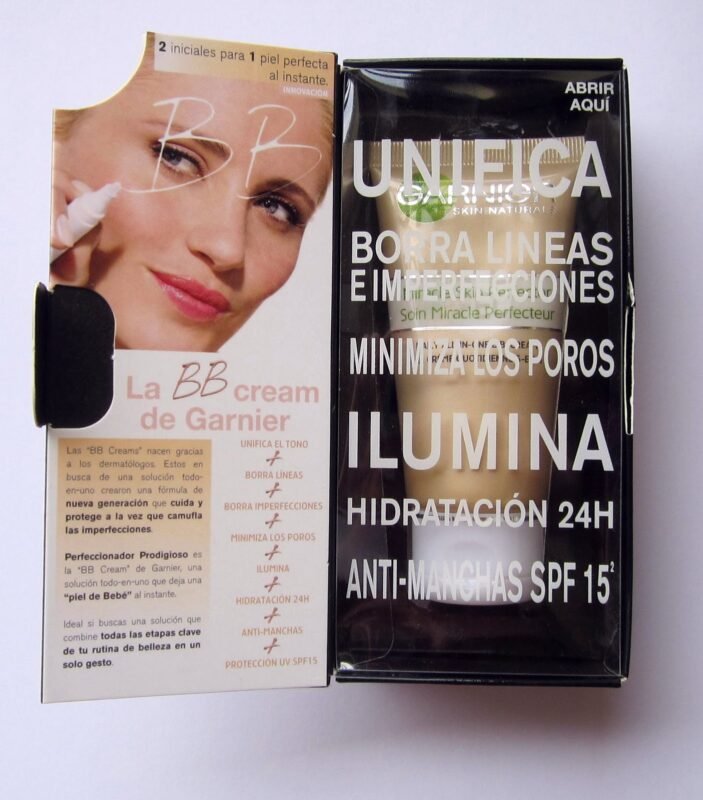 2 iniciales para 1 piel perfecta
al instante.
INNOVACIÓN
BB
La BB cream
de Garnier
Las "BB Creams" nacen gracias
a los dermatólogos. Estos en
busca de una solución todo-
en-uno crearon una fórmula de
nueva generación que cuida y
protege a la vez que camufla
las imperfecciones.
Perfeccionador Prodigioso es
la "BB Cream" de Garnier, una
solución todo-en-uno que deja una
"piel de Bebé" al instante.
Ideal si buscas una solución que
combine todas las etapas clave
de tu rutina de belleza en un
solo gesto.
UNIFICA EL TONO
BORRA LÍNEAS
BORRA IMPERFECCIONES
MINIMIZA LOS POROS
ILUMINA
HIDRATACIÓN 24H
ANTI-MANCHAS
PROTECCIÓN UV SPF15
ABRIR
AQUÍ
UNIFICA
GARNIER
SKIN NATURALS
BORRA LINEAS
E IMPERFECCIONES
Miracle Skin Perfector
Soin Miracle Perfecteur
MINIMIZA LOS POROS
ILUMINA
HIDRATACIÓN 24H
ANTI-MANCHAS SPF 15²